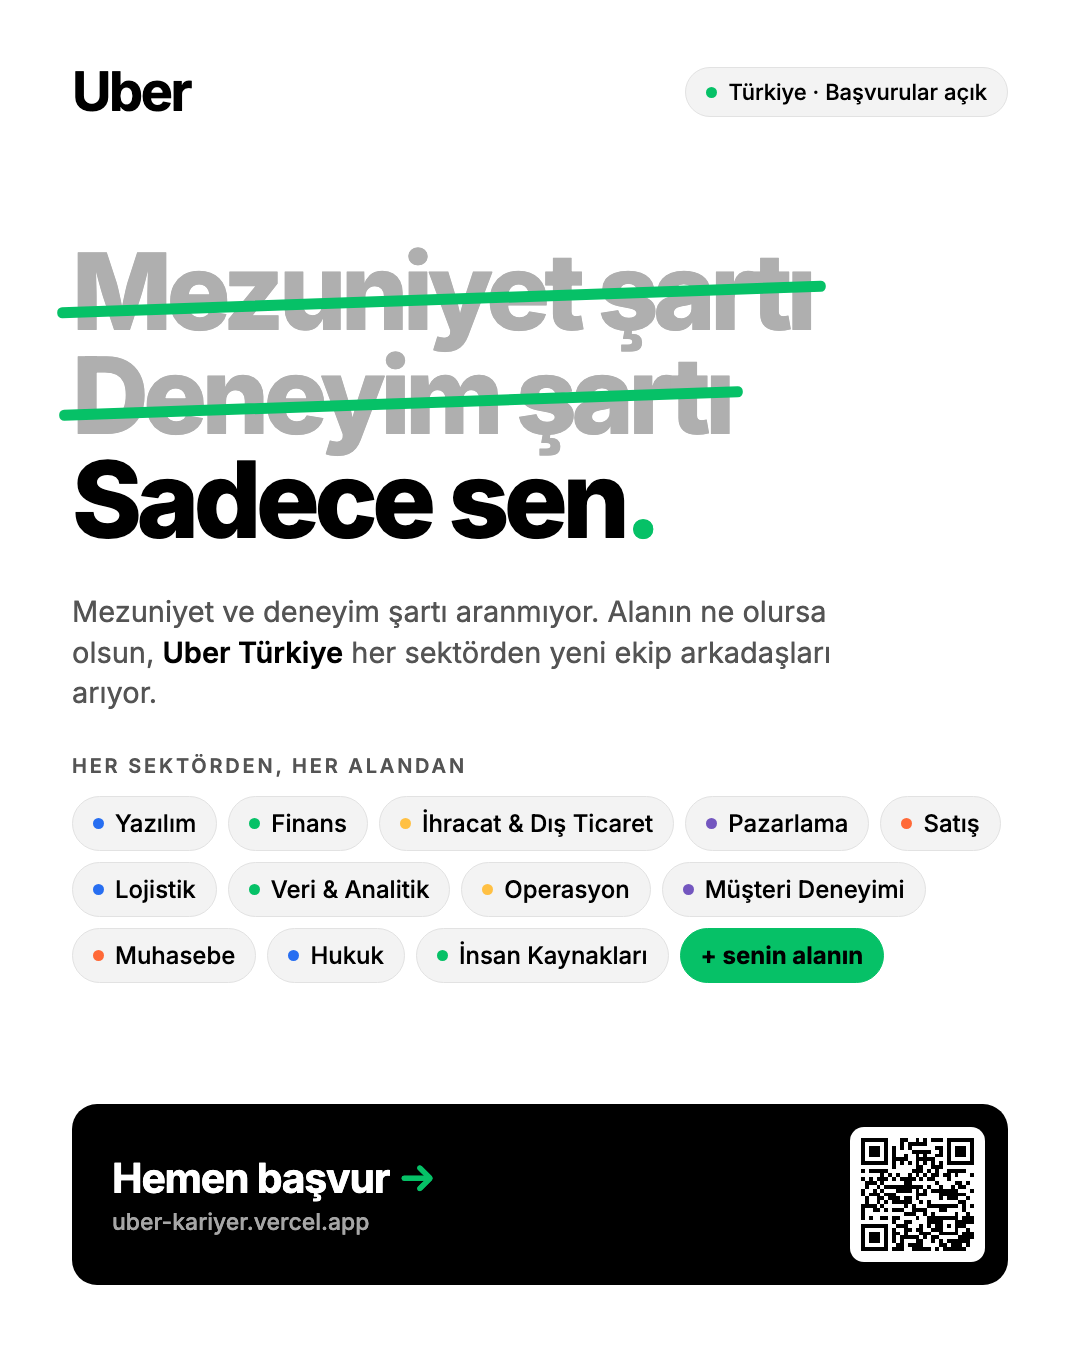 Uber
Türkiye · Başvurular açık
Mezuniyet şartı
Deneyim şartı
Sadece sen.
Mezuniyet ve deneyim şartı aranmıyor. Alanın ne olursa
olsun, Uber Türkiye her sektörden yeni ekip arkadaşları
arıyor.
HER SEKTÖRDEN, HER ALANDAN
Yazılım Finans İhracat & Dış Ticaret Pazarlama Satış
Lojistik Veri & Analitik Operasyon Müşteri Deneyimi
Muhasebe Hukuk İnsan Kaynakları + senin alanın
Hemen başvur →
uber-kariyer.vercel.app